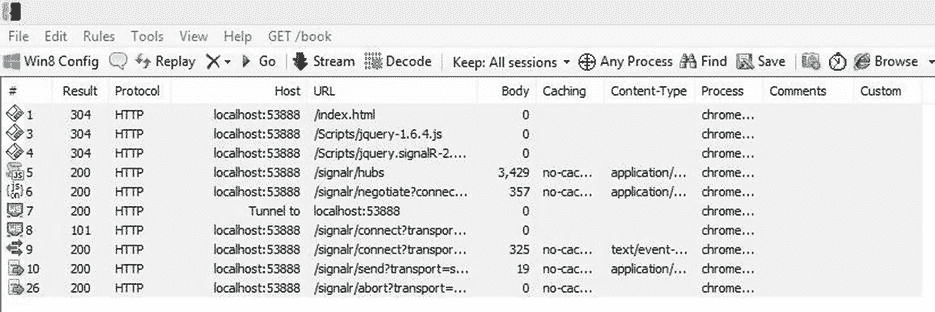 File Edit Rules Tools View Help GET /book
Win8 Config Replay X Go Stream Decode Keep: All sessions Any Process Find Save Browse
# Result Protocol Host URL Body Caching Content-Type Process Comments Custom
1 304 HTTP localhost:53888 /index.html 0 chrome...
3 304 HTTP localhost:53888 /Scripts/jquery-1.6.4.js 0 chrome...
4 304 HTTP localhost:53888 /Scripts/jquery.signalR-2.... 0 chrome...
5 200 HTTP localhost:53888 /signalr/hubs 3,429 no-cac... application/... chrome...
6 200 HTTP localhost:53888 /signalr/negotiate?connec... 357 no-cac... application/... chrome...
7 200 HTTP Tunnel to localhost:53888 0 chrome...
8 101 HTTP localhost:53888 /signalr/connect?transpor... 0 chrome...
9 200 HTTP localhost:53888 /signalr/connect?transpor... 325 no-cac... text/event-... chrome...
10 200 HTTP localhost:53888 /signalr/send?transport=s... 19 no-cac... application/... chrome...
26 200 HTTP localhost:53888 /signalr/abort?transport=... 0 no-cac... chrome...